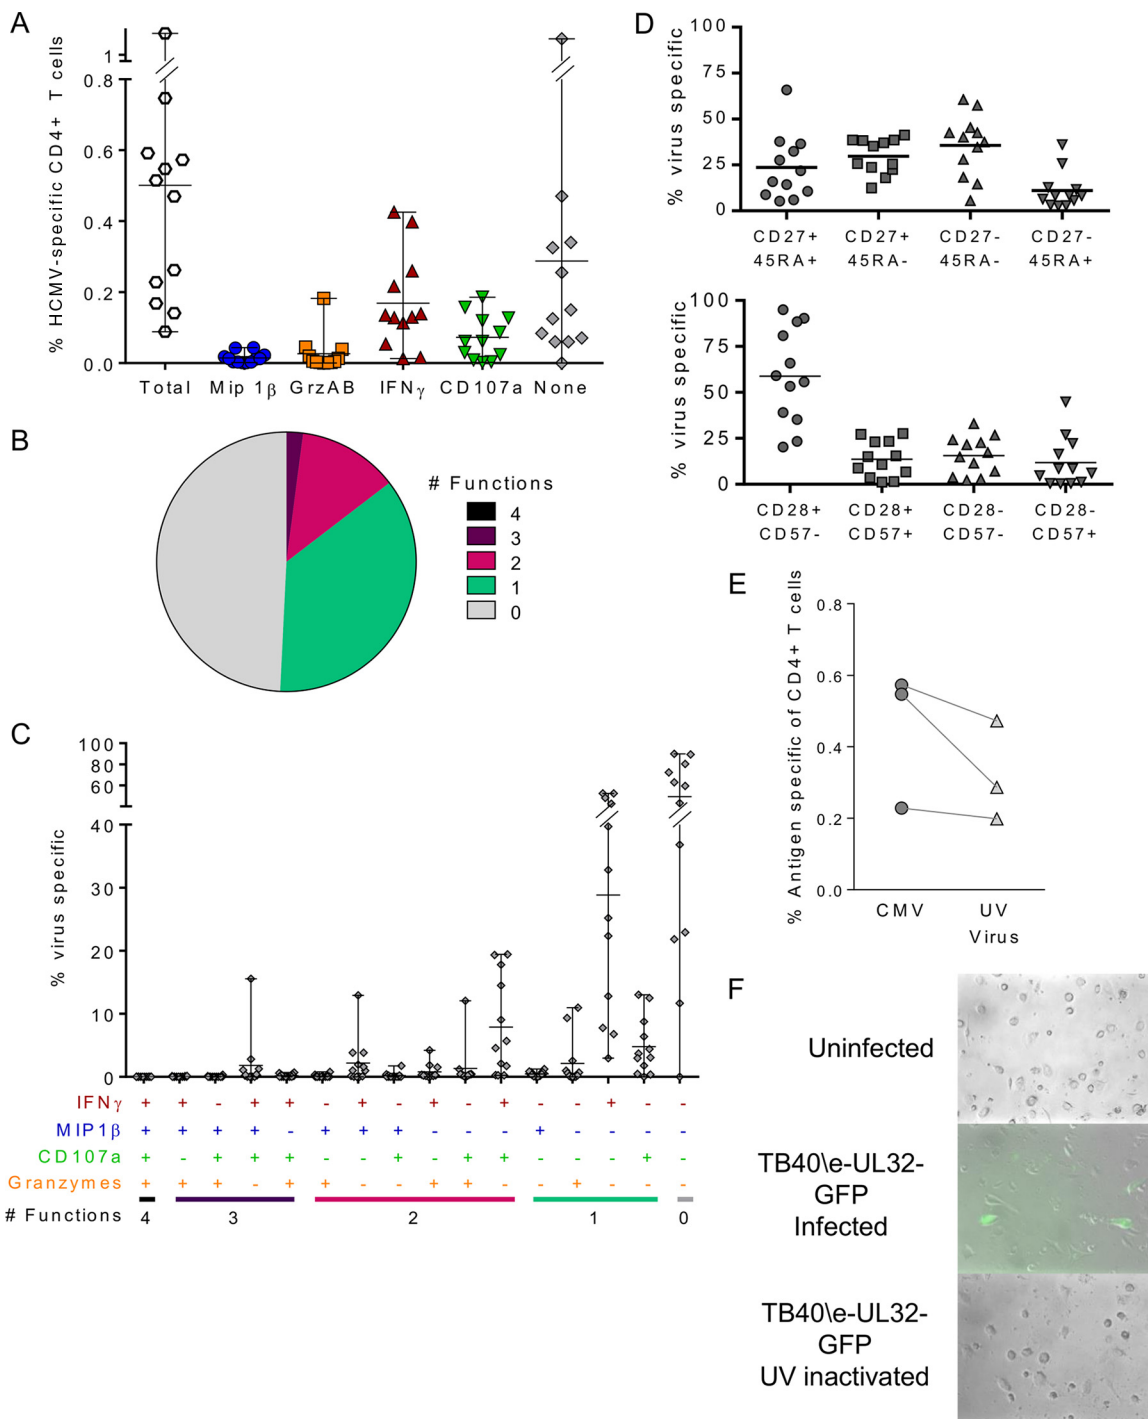 A
% HCMV-specific CD4+ T cells
1
0.8
0.6
0.4
0.2
0.0
Total Mip 1β GrzAB IFNγ CD107a None
B
# Functions
4
3
2
1
0
C
% virus specific
100
80
60
40
30
20
10
0
IFNγ + + - + + - + - + - + - - + - -
MIP1β + + + + - + + + - - - + - - - -
CD107a + - + + + - - + - + + - - - + -
Granzymes + + + - + + - - + + - - + - - -
# Functions 4 3 2 1 0
D
% virus specific
100
75
50
25
0
CD27+ CD27+ CD27- CD27-
45RA+ 45RA- 45RA- 45RA+
% virus specific
100
75
50
25
0
CD28+ CD28+ CD28- CD28-
CD57- CD57+ CD57- CD57+
E
% Antigen specific of CD4+ T cells
0.8
0.6
0.4
0.2
0.0
CMV UV
Virus
F
Uninfected
TB40\e-UL32-
GFP
Infected
TB40\e-UL32-
GFP
UV inactivated